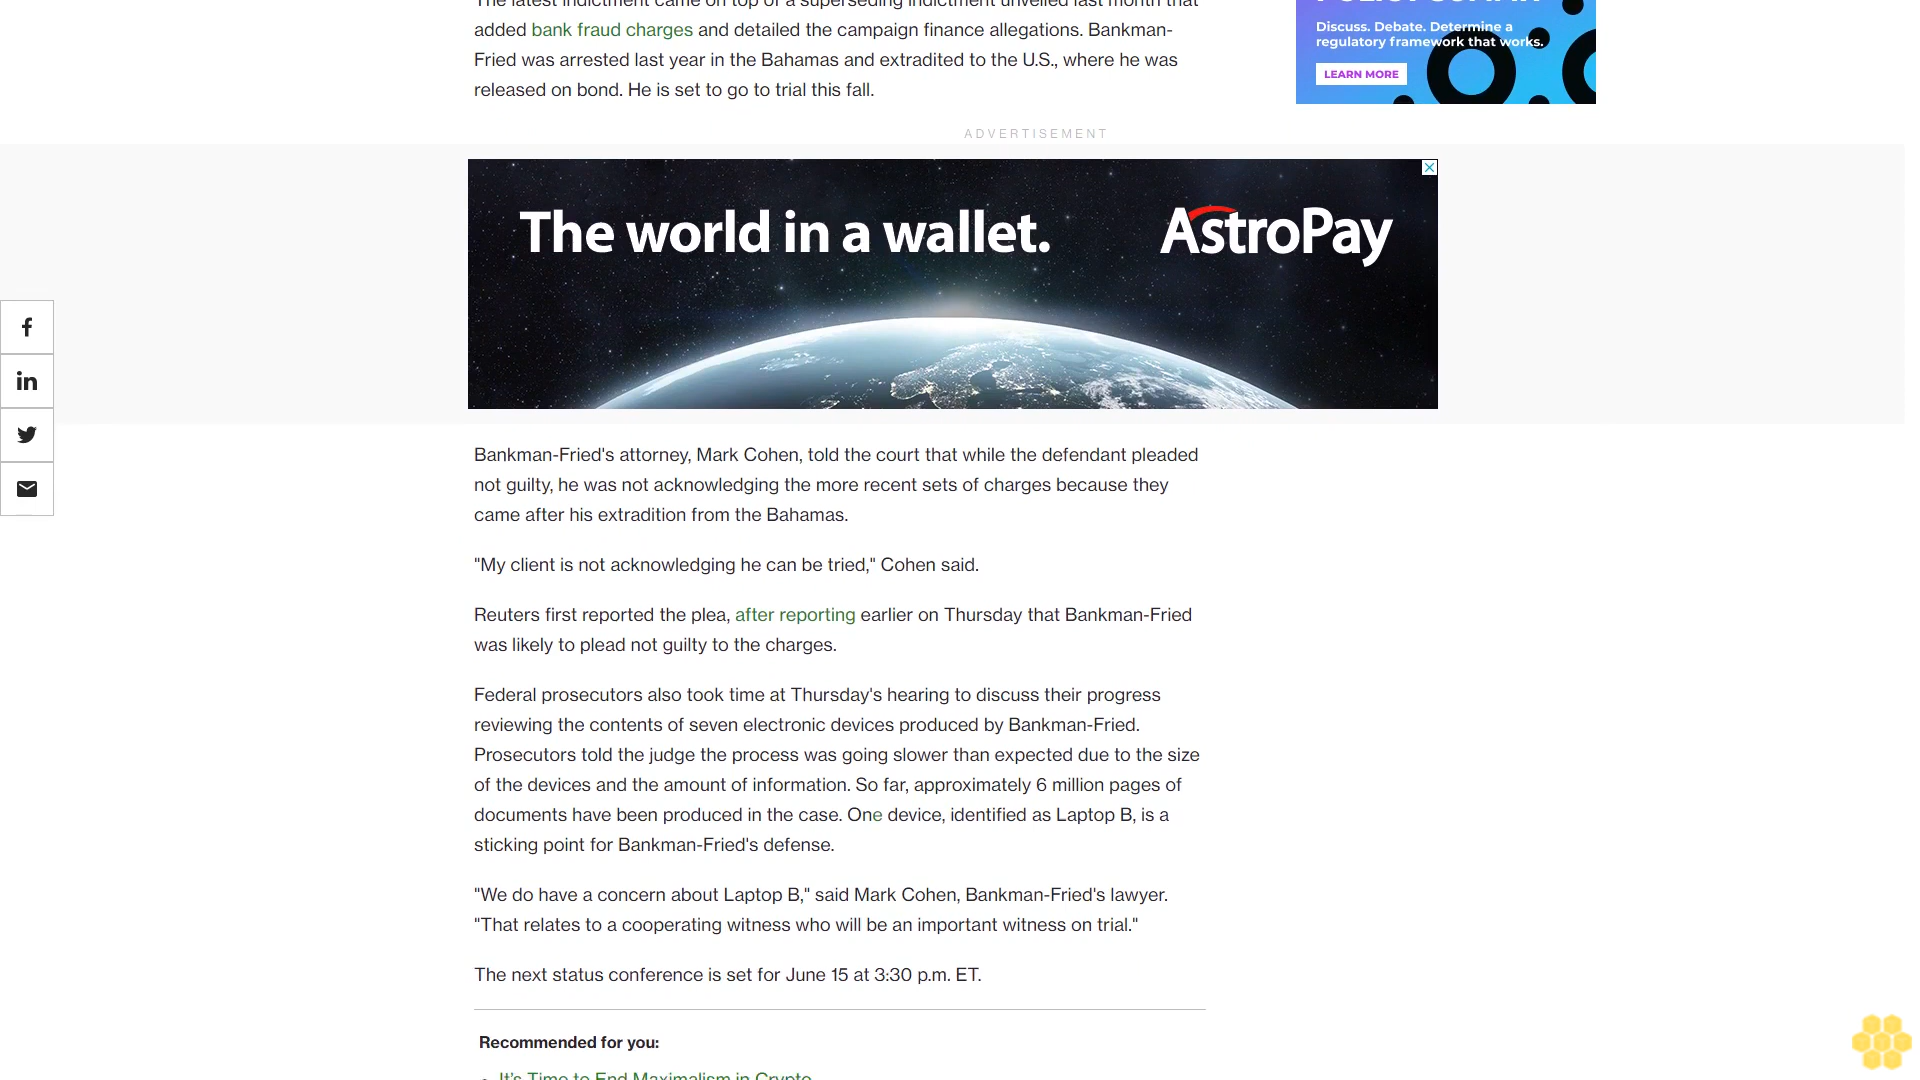 The latest indictment came on top of a superseding indictment unveiled last month that
added bank fraud charges and detailed the campaign finance allegations. Bankman-
Fried was arrested last year in the Bahamas and extradited to the U.S., where he was
released on bond. He is set to go to trial this fall.
Discuss. Debate. Determine a
regulatory framework that works.
LEARN MORE
ADVERTISEMENT
The world in a wallet.
AstroPay
Bankman-Fried's attorney, Mark Cohen, told the court that while the defendant pleaded
not guilty, he was not acknowledging the more recent sets of charges because they
came after his extradition from the Bahamas.
"My client is not acknowledging he can be tried," Cohen said.
Reuters first reported the plea, after reporting earlier on Thursday that Bankman-Fried
was likely to plead not guilty to the charges.
Federal prosecutors also took time at Thursday's hearing to discuss their progress
reviewing the contents of seven electronic devices produced by Bankman-Fried.
Prosecutors told the judge the process was going slower than expected due to the size
of the devices and the amount of information. So far, approximately 6 million pages of
documents have been produced in the case. One device, identified as Laptop B, is a
sticking point for Bankman-Fried's defense.
"We do have a concern about Laptop B," said Mark Cohen, Bankman-Fried's lawyer.
"That relates to a cooperating witness who will be an important witness on trial."
The next status conference is set for June 15 at 3:30 p.m. ET.
Recommended for you:
It's Time to End Maximalism in Crypto